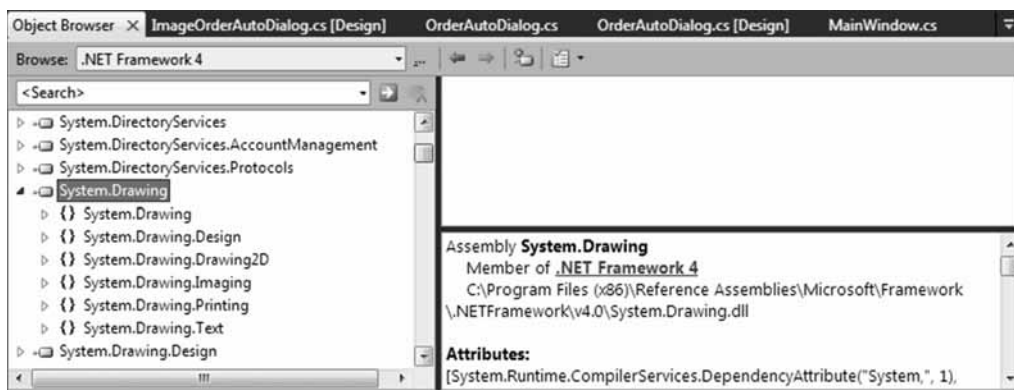 Object Browser × ImageOrderAutoDialog.cs [Design] OrderAutoDialog.cs OrderAutoDialog.cs [Design] MainWindow.cs
Browse: .NET Framework 4 ...
<Search>
System.DirectoryServices
System.DirectoryServices.AccountManagement
System.DirectoryServices.Protocols
System.Drawing
{} System.Drawing
{} System.Drawing.Design
{} System.Drawing.Drawing2D
{} System.Drawing.Imaging
{} System.Drawing.Printing
{} System.Drawing.Text
System.Drawing.Design
Assembly System.Drawing
Member of .NET Framework 4
C:\Program Files (x86)\Reference Assemblies\Microsoft\Framework
\.NETFramework\v4.0\System.Drawing.dll
Attributes:
[System.Runtime.CompilerServices.DependencyAttribute("System,", 1),